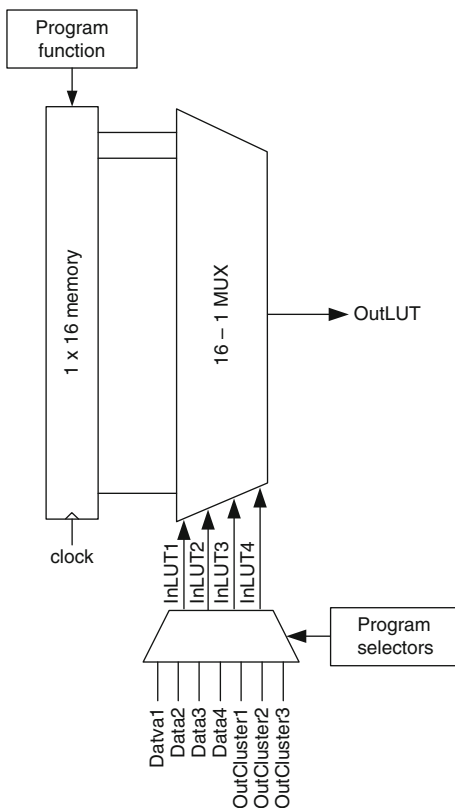 Program
function
1 x 16 memory
16 – 1 MUX
OutLUT
clock
InLUT1
InLUT2
InLUT3
InLUT4
Program
selectors
Datva1
Data2
Data3
Data4
OutCluster1
OutCluster2
OutCluster3